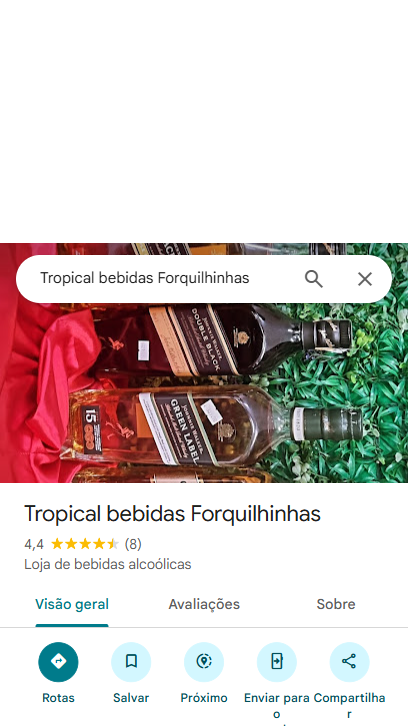 Tropical bebidas Forquilhinhas
DOUBLE BLACK
15
GREEN LABEL
Tropical bebidas Forquilhinhas
4,4 (8)
Loja de bebidas alcoólicas
Visão geral Avaliações Sobre
Rotas Salvar Próximo Enviar para Compartilha
o r